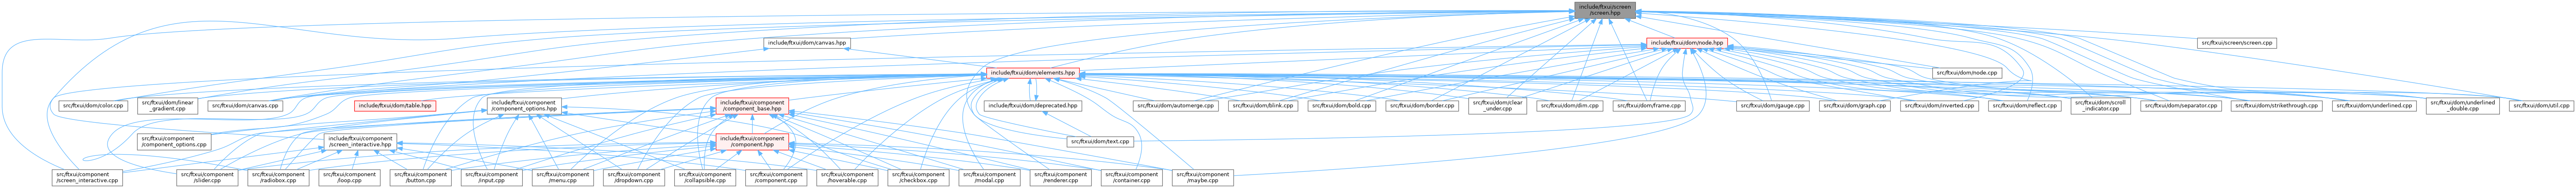 include/ftxui/screen
/screen.hpp
include/ftxui/dom/canvas.hpp
include/ftxui/dom/node.hpp
src/ftxui/screen/screen.cpp
include/ftxui/dom/elements.hpp
src/ftxui/dom/node.cpp
src/ftxui/dom/color.cpp
src/ftxui/dom/linear
_gradient.cpp
src/ftxui/dom/canvas.cpp
include/ftxui/dom/table.hpp
include/ftxui/component
/component_options.hpp
include/ftxui/component
/component_base.hpp
include/ftxui/dom/deprecated.hpp
src/ftxui/dom/automerge.cpp
src/ftxui/dom/blink.cpp
src/ftxui/dom/bold.cpp
src/ftxui/dom/border.cpp
src/ftxui/dom/clear
_under.cpp
src/ftxui/dom/dim.cpp
src/ftxui/dom/frame.cpp
src/ftxui/dom/gauge.cpp
src/ftxui/dom/graph.cpp
src/ftxui/dom/inverted.cpp
src/ftxui/dom/reflect.cpp
src/ftxui/dom/scroll
_indicator.cpp
src/ftxui/dom/separator.cpp
src/ftxui/dom/strikethrough.cpp
src/ftxui/dom/underlined.cpp
src/ftxui/dom/underlined
_double.cpp
src/ftxui/dom/util.cpp
src/ftxui/component
/component_options.cpp
include/ftxui/component
/screen_interactive.hpp
include/ftxui/component
/component.hpp
src/ftxui/dom/text.cpp
src/ftxui/component
/screen_interactive.cpp
src/ftxui/component
/slider.cpp
src/ftxui/component
/radiobox.cpp
src/ftxui/component
/loop.cpp
src/ftxui/component
/button.cpp
src/ftxui/component
/input.cpp
src/ftxui/component
/menu.cpp
src/ftxui/component
/dropdown.cpp
src/ftxui/component
/collapsible.cpp
src/ftxui/component
/component.cpp
src/ftxui/component
/hoverable.cpp
src/ftxui/component
/checkbox.cpp
src/ftxui/component
/modal.cpp
src/ftxui/component
/renderer.cpp
src/ftxui/component
/container.cpp
src/ftxui/component
/maybe.cpp